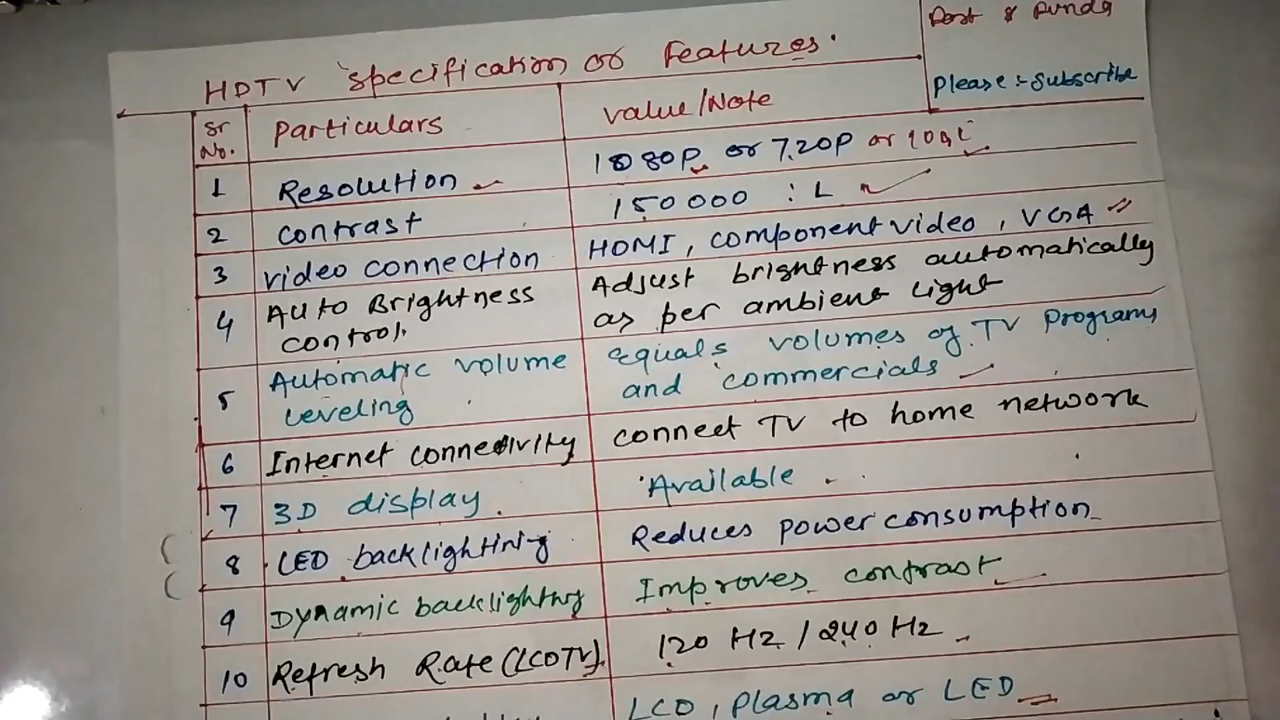 Part & Punds
Please :- Subscribe
HDTV specification or Features.
Sr No. Particulars Value/Note
1 Resolution 1080P or 7.20P or
2 Contrast 150000 : 1
3 Video connection HDMI, component video, VGA
4 Auto Brightness Adjust brightness automatically
control. as per ambient light
5 Automatic volume Equals volumes of TV programs
leveling and commercials
6 Internet connectivity connect TV to home network
7 3D display. Available.
8 LED backlighting Reduces power consumption
9 Dynamic backlighting Improves contrast
10 Refresh Rate (LCDTV) 120 HZ / 240 HZ
LCD, Plasma or LED